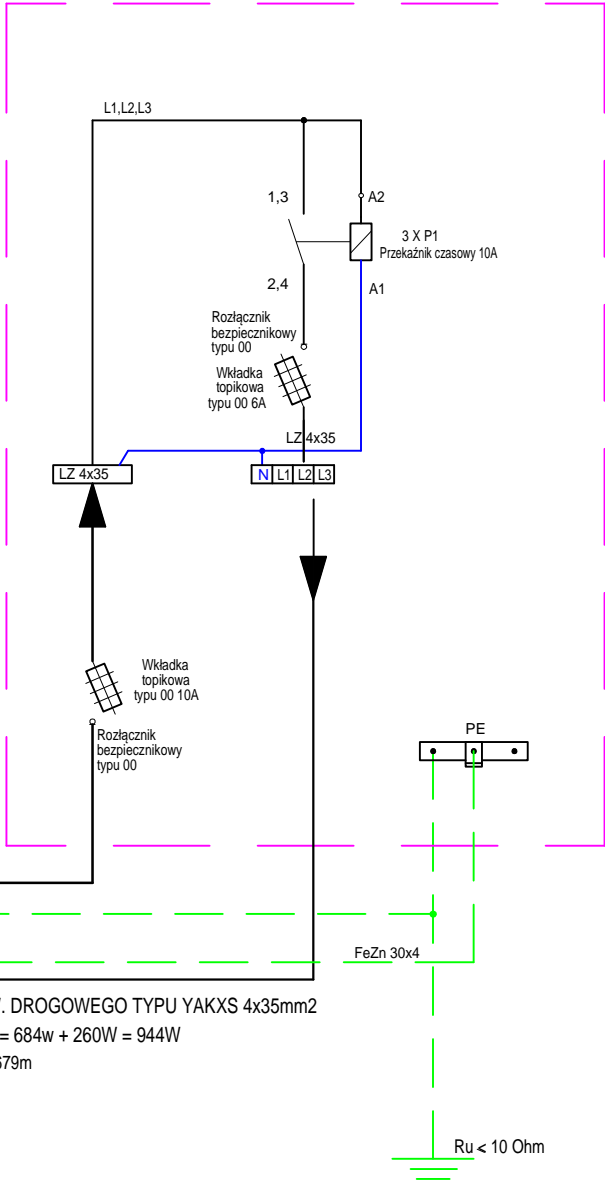 L1,L2,L3
1,3
A2
3 X P1
Przekaźnik czasowy 10A
2,4
A1
Rozłącznik
bezpiecznikowy
typu 00
Wkładka
topikowa
typu 00 6A
LZ 4x35
LZ 4x35
N L1 L2 L3
Wkładka
topikowa
typu 00 10A
Rozłącznik
bezpiecznikowy
typu 00
PE
FeZn 30x4
. DROGOWEGO TYPU YAKXS 4x35mm2
= 684w + 260W = 944W
679m
Ru < 10 Ohm